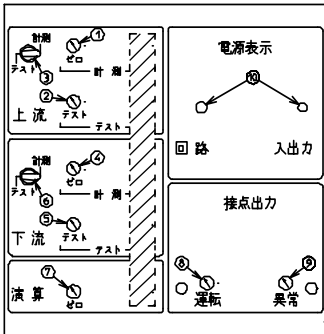 ①
計測
テスト
ゼロ
③
計 測
②
テスト
上 流
テスト
④
計測
テスト
ゼロ
⑥
計 測
⑤
テスト
下 流
テスト
⑦
演算
ゼロ
電源表示
⑩
回 路
入出力
接点出力
⑧
⑨
運転
異常